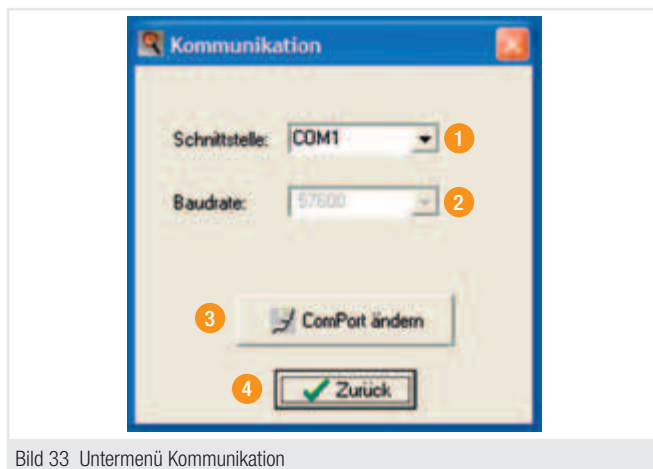 Kommunikation
Schnittstelle: COM1 1
Baudrate: 57600 2
3 ComPort ändern
4 Zurück
Bild 33 Untermenü Kommunikation